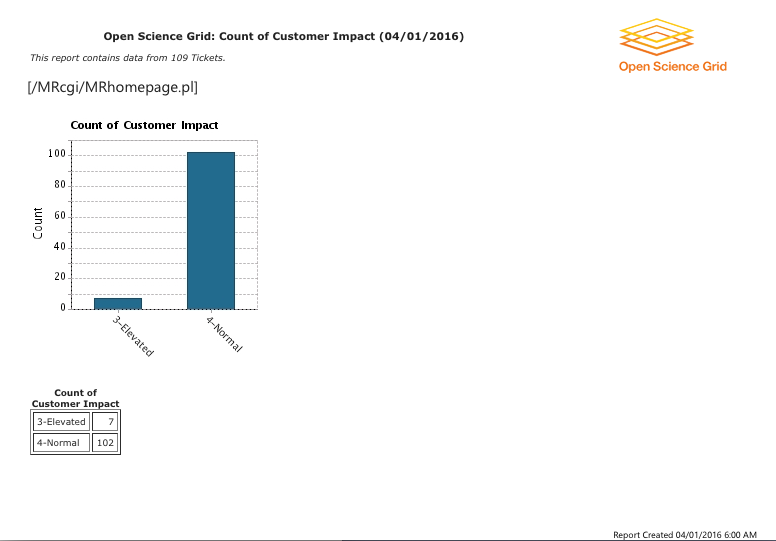 Open Science Grid: Count of Customer Impact (04/01/2016)
Open Science Grid
This report contains data from 109 Tickets.
[/MRcgi/MRhomepage.pl]
Count of Customer Impact
100
80
60
40
20
0
Count
3-Elevated
4-Normal
Count of
Customer Impact
3-Elevated 7
4-Normal 102
Report Created 04/01/2016 6:00 AM